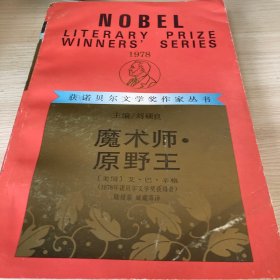 NOBEL
LITERARY PRIZE
WINNERS' SERIES
1978
获诺贝尔文学奖作家丛书
主编/刘硕良
魔术师·
原野王
〔美国〕艾·巴·辛格
(1978年诺贝尔文学奖获得者)